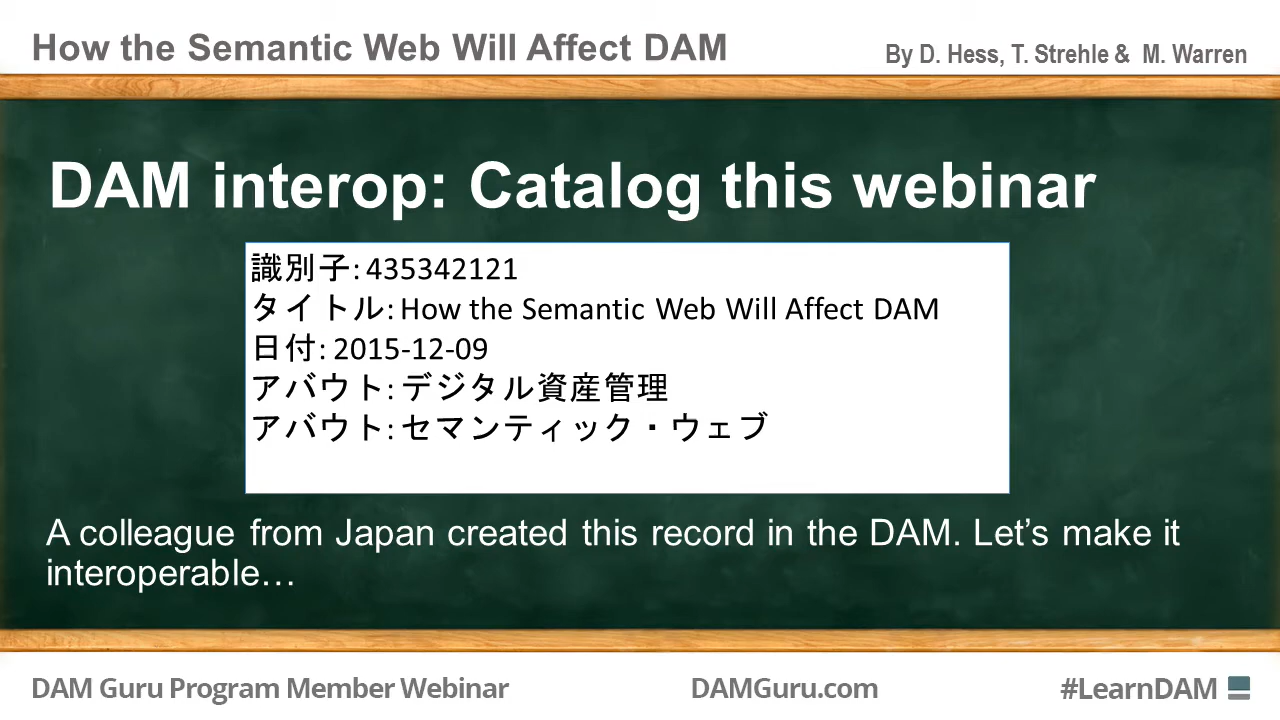 How the Semantic Web Will Affect DAM
By D. Hess, T. Strehle & M. Warren
DAM interop: Catalog this webinar
識別子: 435342121
タイトル: How the Semantic Web Will Affect DAM
日付: 2015-12-09
アバウト: デジタル資産管理
アバウト: セマンティック・ウェブ
A colleague from Japan created this record in the DAM. Let's make it
interoperable…
DAM Guru Program Member Webinar
DAMGuru.com
#LearnDAM